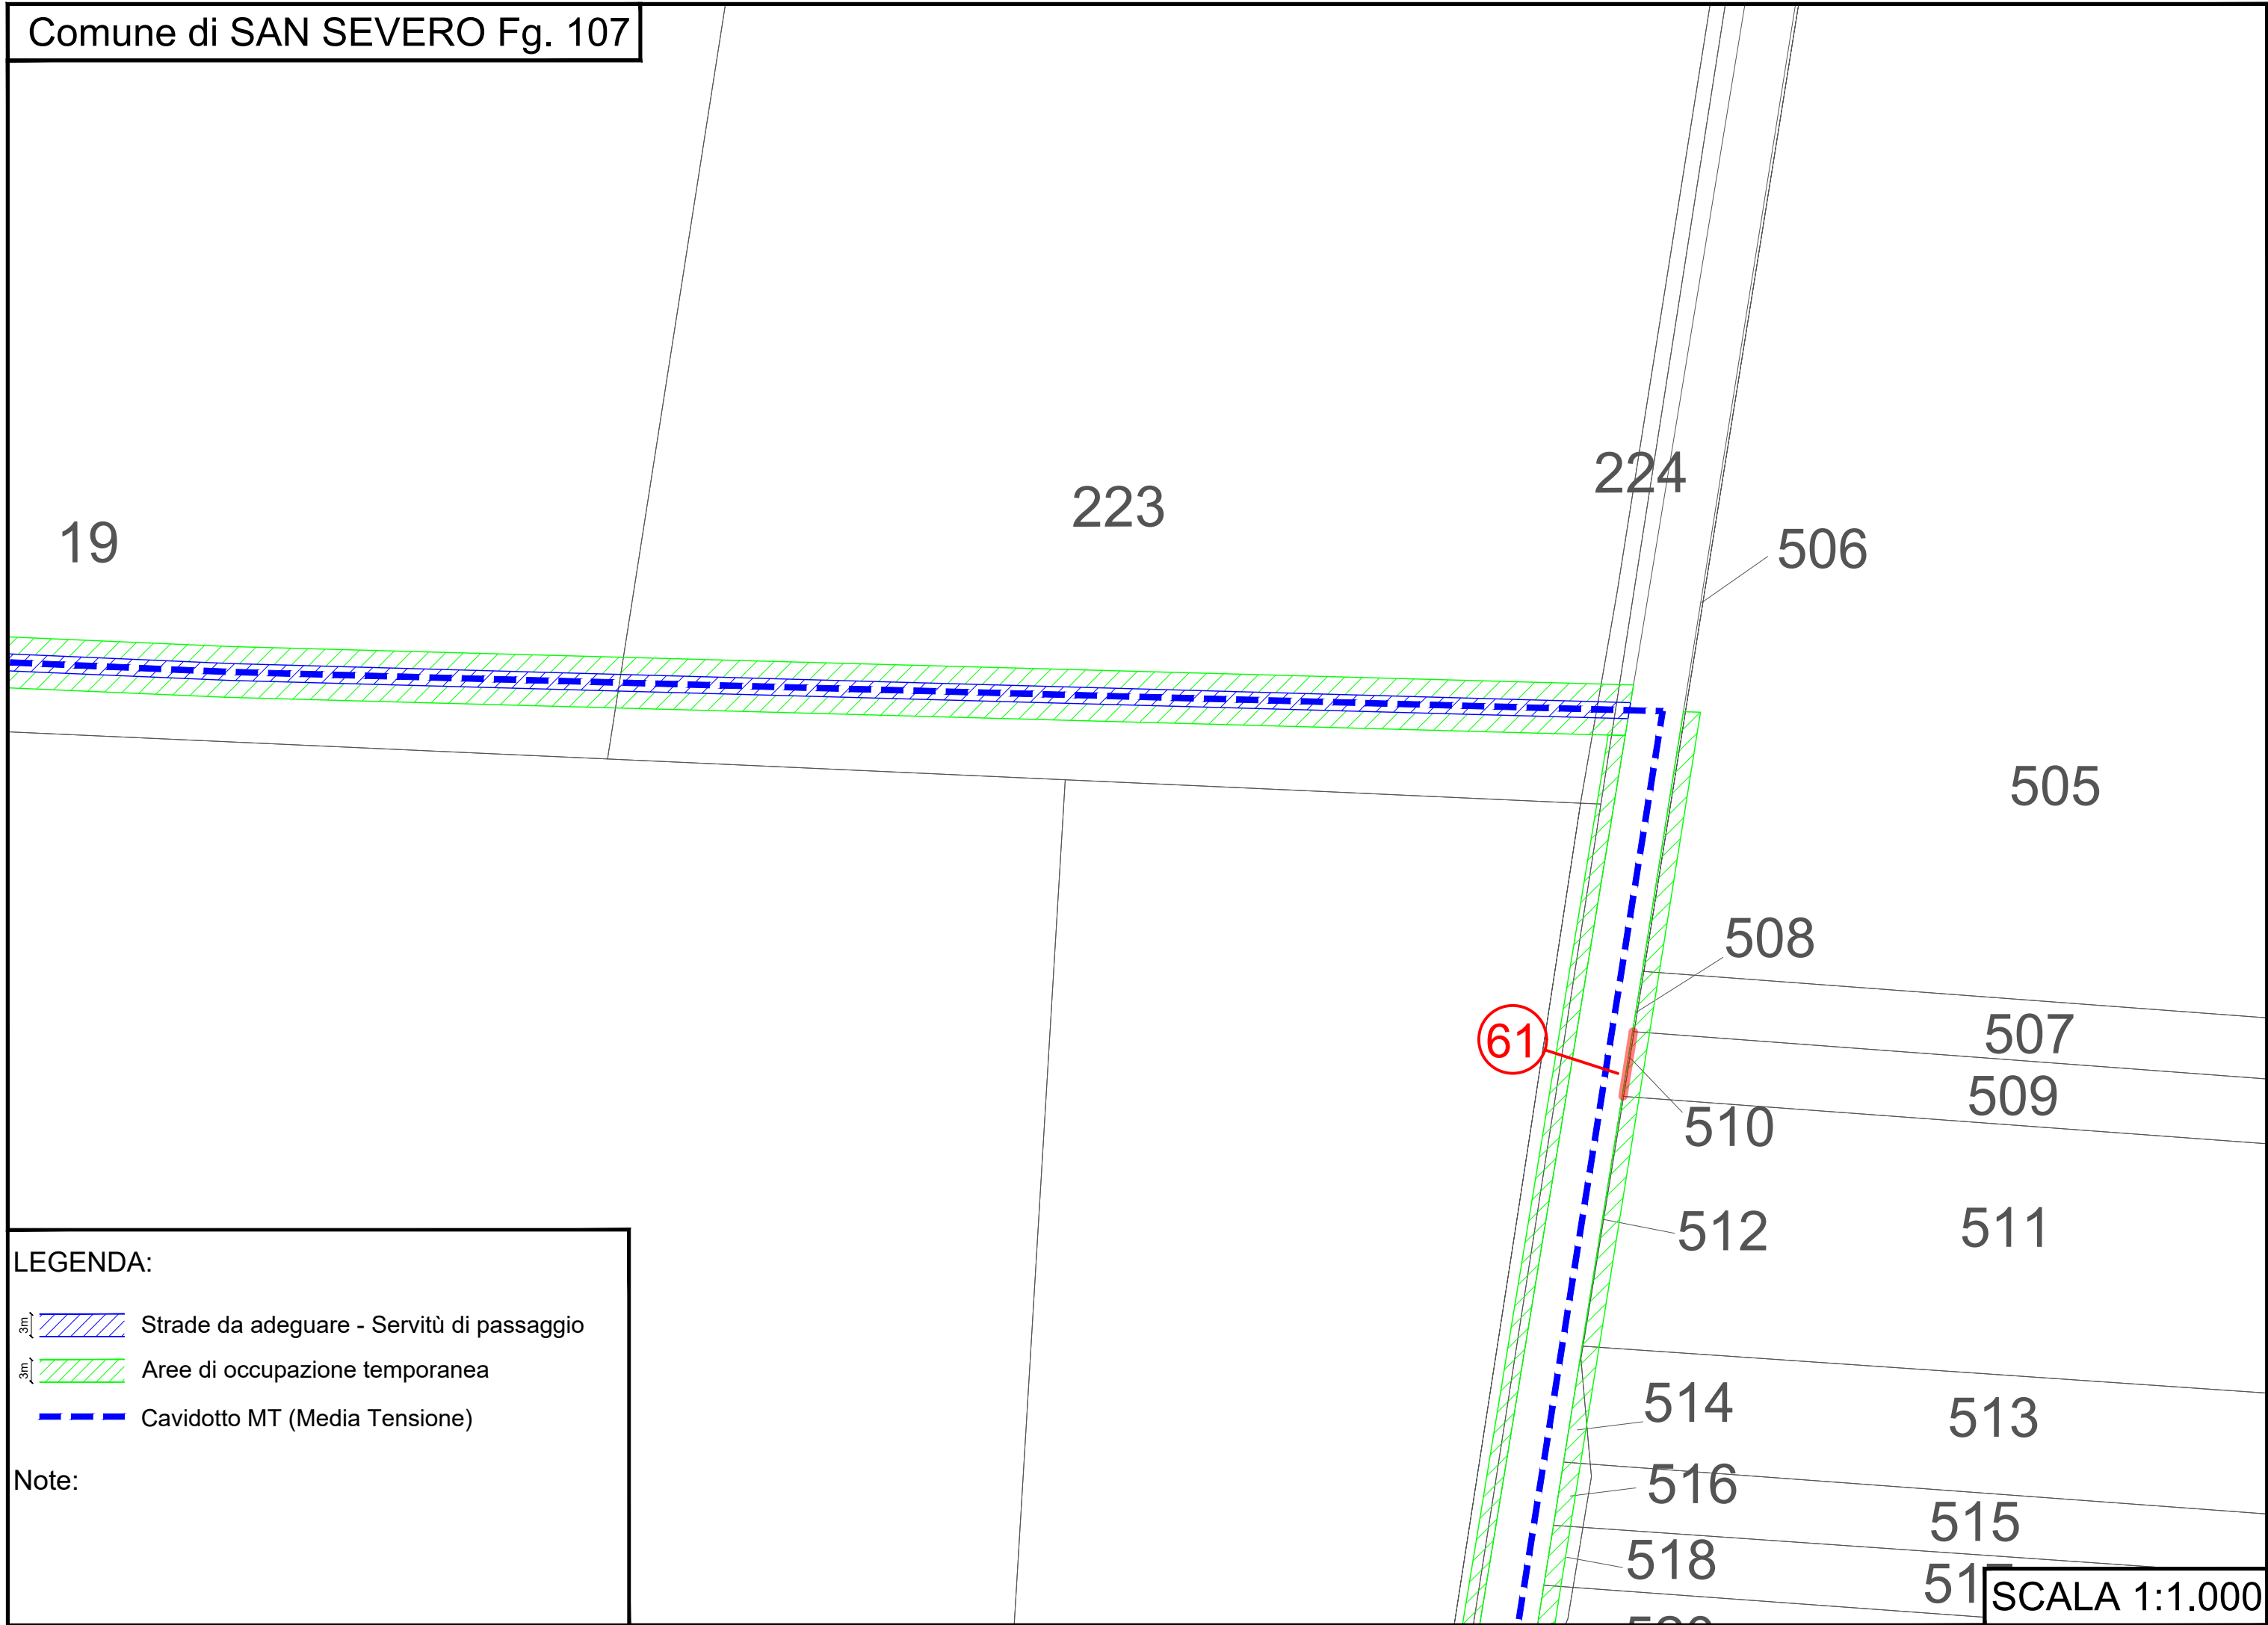 Comune di SAN SEVERO Fg. 107
224
223
19
506
505
508
507
61
509
510
511
512
514
513
516
515
518
LEGENDA:
3m
Strade da adeguare - Servitù di passaggio
3m
Aree di occupazione temporanea
Cavidotto MT (Media Tensione)
Note:
SCALA 1:1.000